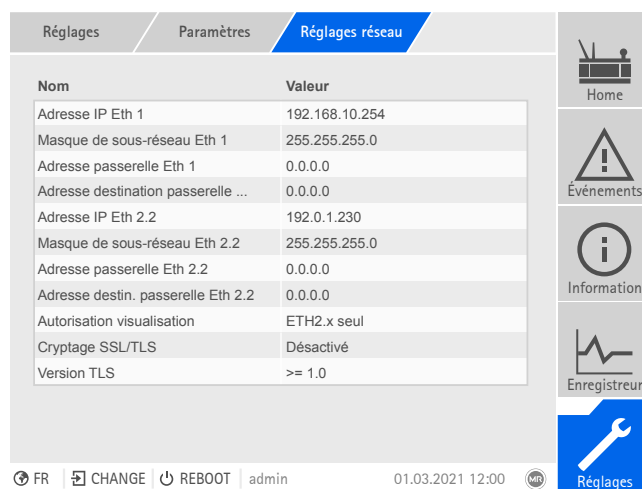 Réglages Paramètres Réglages réseau
Nom Valeur
Adresse IP Eth 1 192.168.10.254
Masque de sous-réseau Eth 1 255.255.255.0
Adresse passerelle Eth 1 0.0.0.0
Adresse destination passerelle ... 0.0.0.0
Adresse IP Eth 2.2 192.0.1.230
Masque de sous-réseau Eth 2.2 255.255.255.0
Adresse passerelle Eth 2.2 0.0.0.0
Adresse destin. passerelle Eth 2.2 0.0.0.0
Autorisation visualisation ETH2.x seul
Cryptage SSL/TLS Désactivé
Version TLS >= 1.0
Home
Événements
Information
Enregistreur
Réglages
FR CHANGE REBOOT admin 01.03.2021 12:00 MR